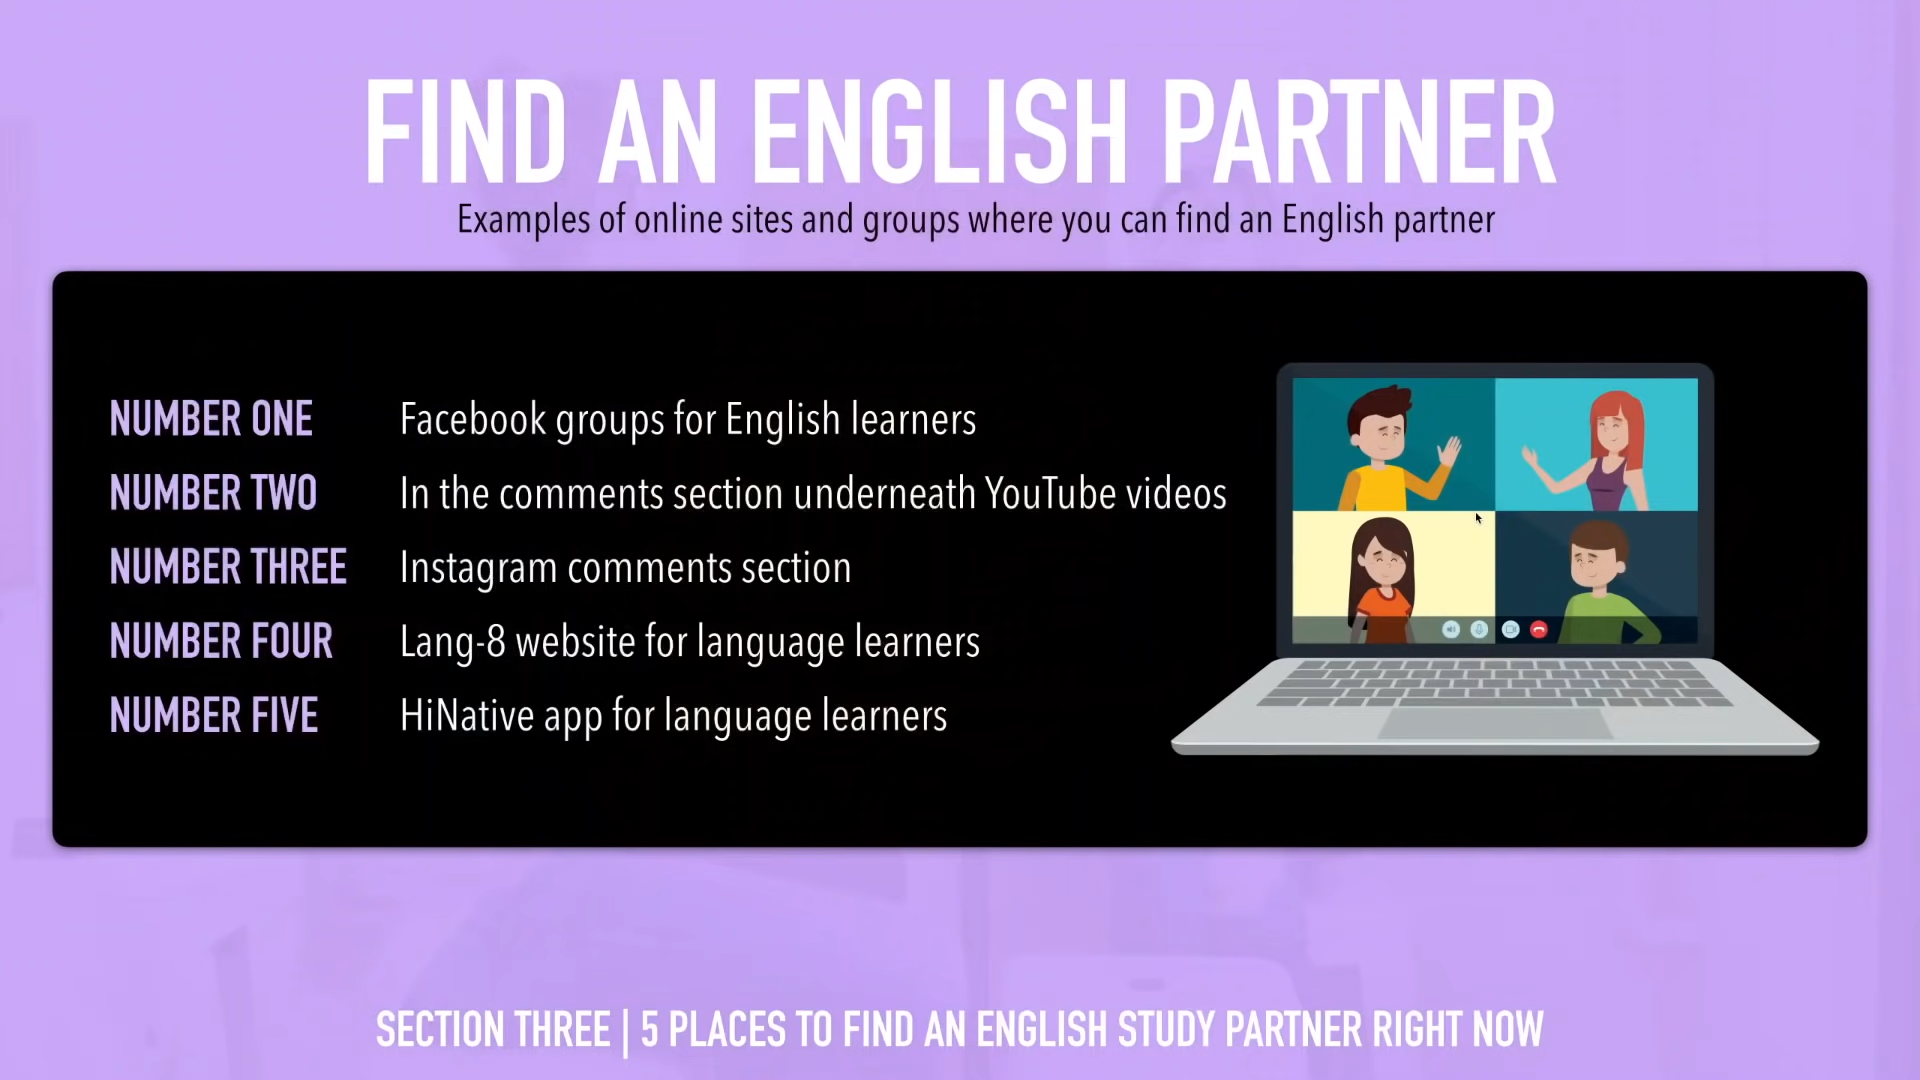 FIND AN ENGLISH PARTNER
Examples of online sites and groups where you can find an English partner
NUMBER ONE Facebook groups for English learners
NUMBER TWO In the comments section underneath YouTube videos
NUMBER THREE Instagram comments section
NUMBER FOUR Lang-8 website for language learners
NUMBER FIVE HiNative app for language learners
SECTION THREE | 5 PLACES TO FIND AN ENGLISH STUDY PARTNER RIGHT NOW